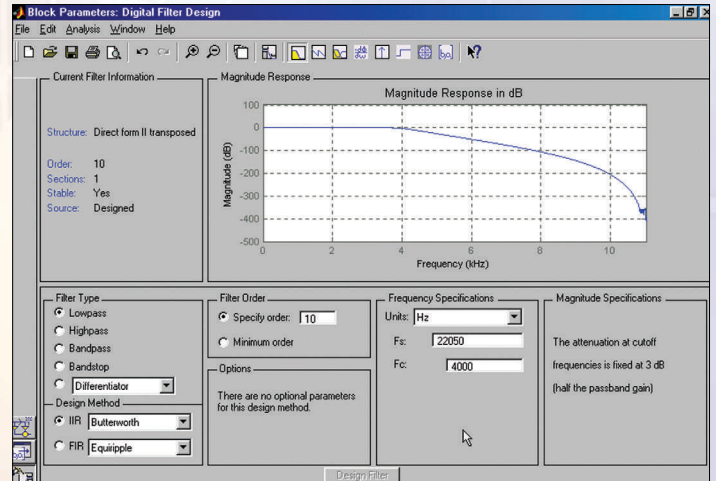 Block Parameters: Digital Filter Design
File Edit Analysis Window Help
Current Filter Information
Structure: Direct form II transposed
Order: 10
Sections: 1
Stable: Yes
Source: Designed
Magnitude Response
Magnitude Response in dB
Magnitude (dB)
100
0
-100
-200
-300
-400
-500
0 2 4 6 8 10
Frequency (kHz)
Filter Type
Lowpass
Highpass
Bandpass
Bandstop
Differentiator
Design Method
IIR Butterworth
FIR Equiripple
Filter Order
Specify order: 10
Minimum order
Options
There are no optional parameters
for this design method.
Frequency Specifications
Units: Hz
Fs: 22050
Fc: 4000
Magnitude Specifications
The attenuation at cutoff
frequencies is fixed at 3 dB
(half the passband gain)
Design Filter